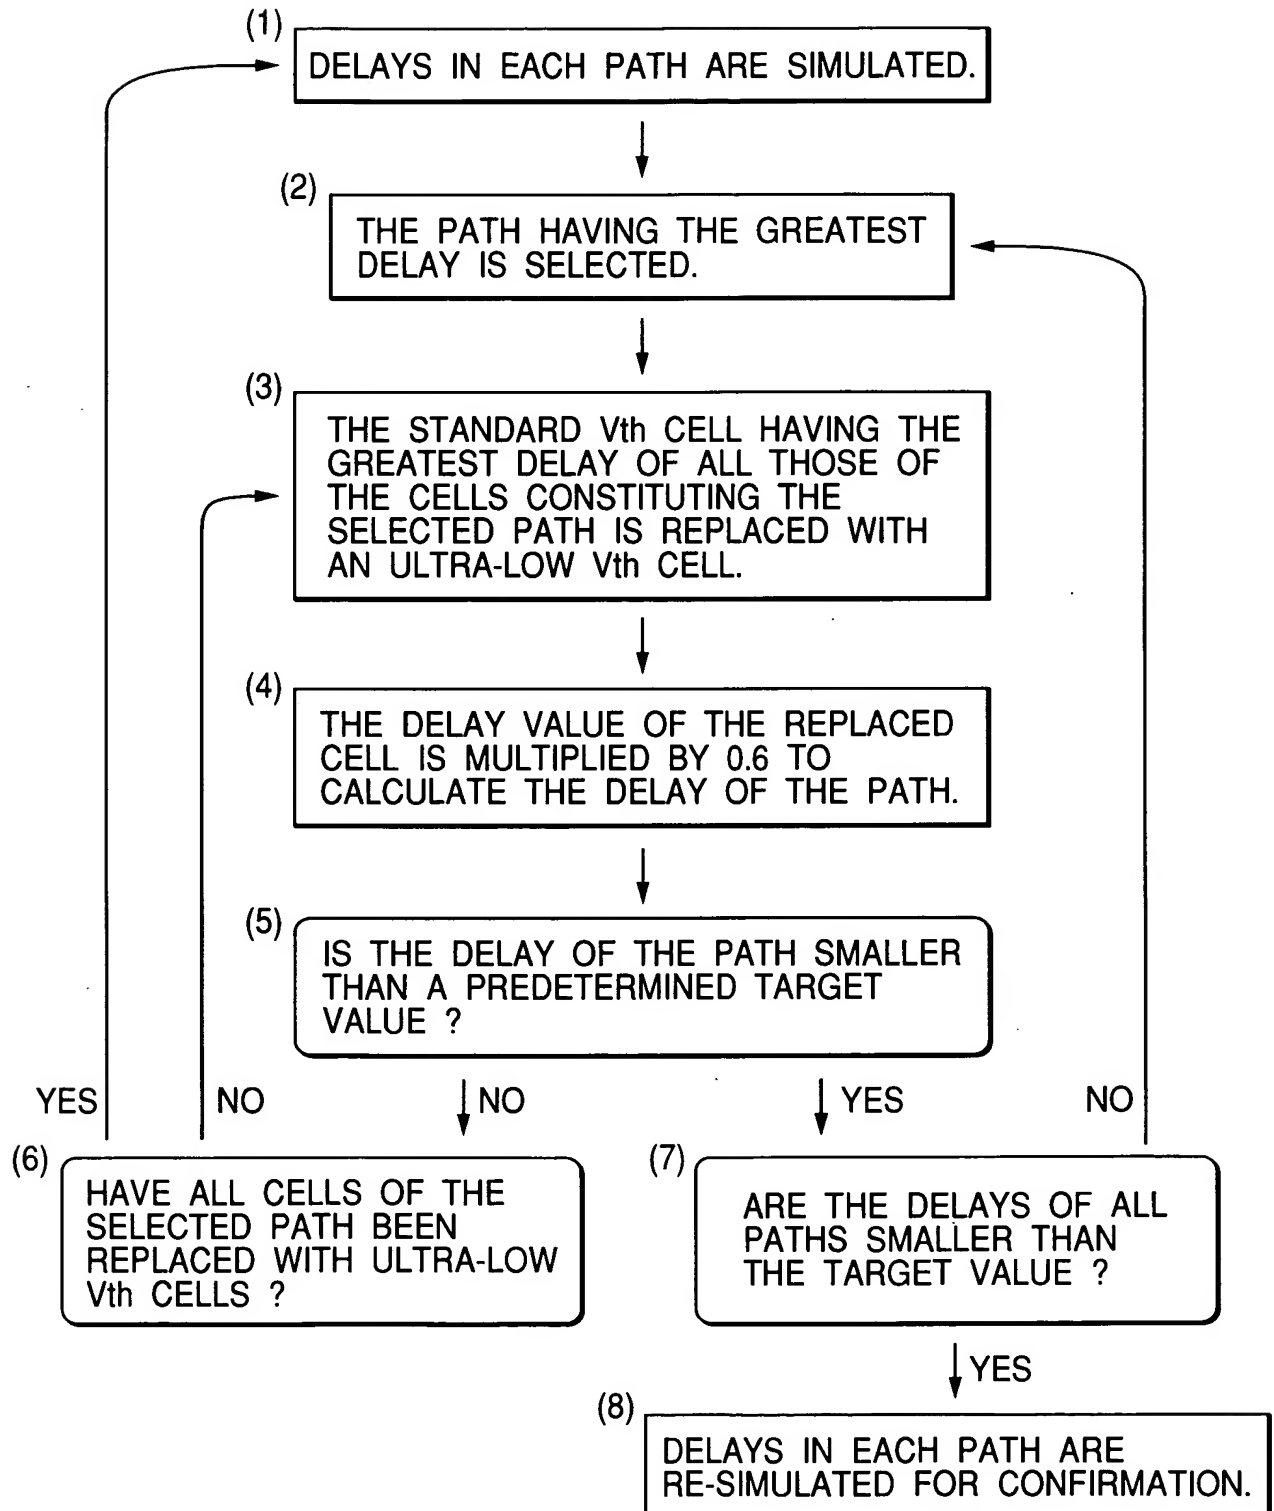 (1)
DELAYS IN EACH PATH ARE SIMULATED.
(2)
THE PATH HAVING THE GREATEST
DELAY IS SELECTED.
(3)
THE STANDARD Vth CELL HAVING THE
GREATEST DELAY OF ALL THOSE OF
THE CELLS CONSTITUTING THE
SELECTED PATH IS REPLACED WITH
AN ULTRA-LOW Vth CELL.
(4)
THE DELAY VALUE OF THE REPLACED
CELL IS MULTIPLIED BY 0.6 TO
CALCULATE THE DELAY OF THE PATH.
(5)
IS THE DELAY OF THE PATH SMALLER
THAN A PREDETERMINED TARGET
VALUE ?
YES
NO
NO
YES
NO
(6)
HAVE ALL CELLS OF THE
SELECTED PATH BEEN
REPLACED WITH ULTRA-LOW
Vth CELLS ?
(7)
ARE THE DELAYS OF ALL
PATHS SMALLER THAN
THE TARGET VALUE ?
YES
(8)
DELAYS IN EACH PATH ARE
RE-SIMULATED FOR CONFIRMATION.